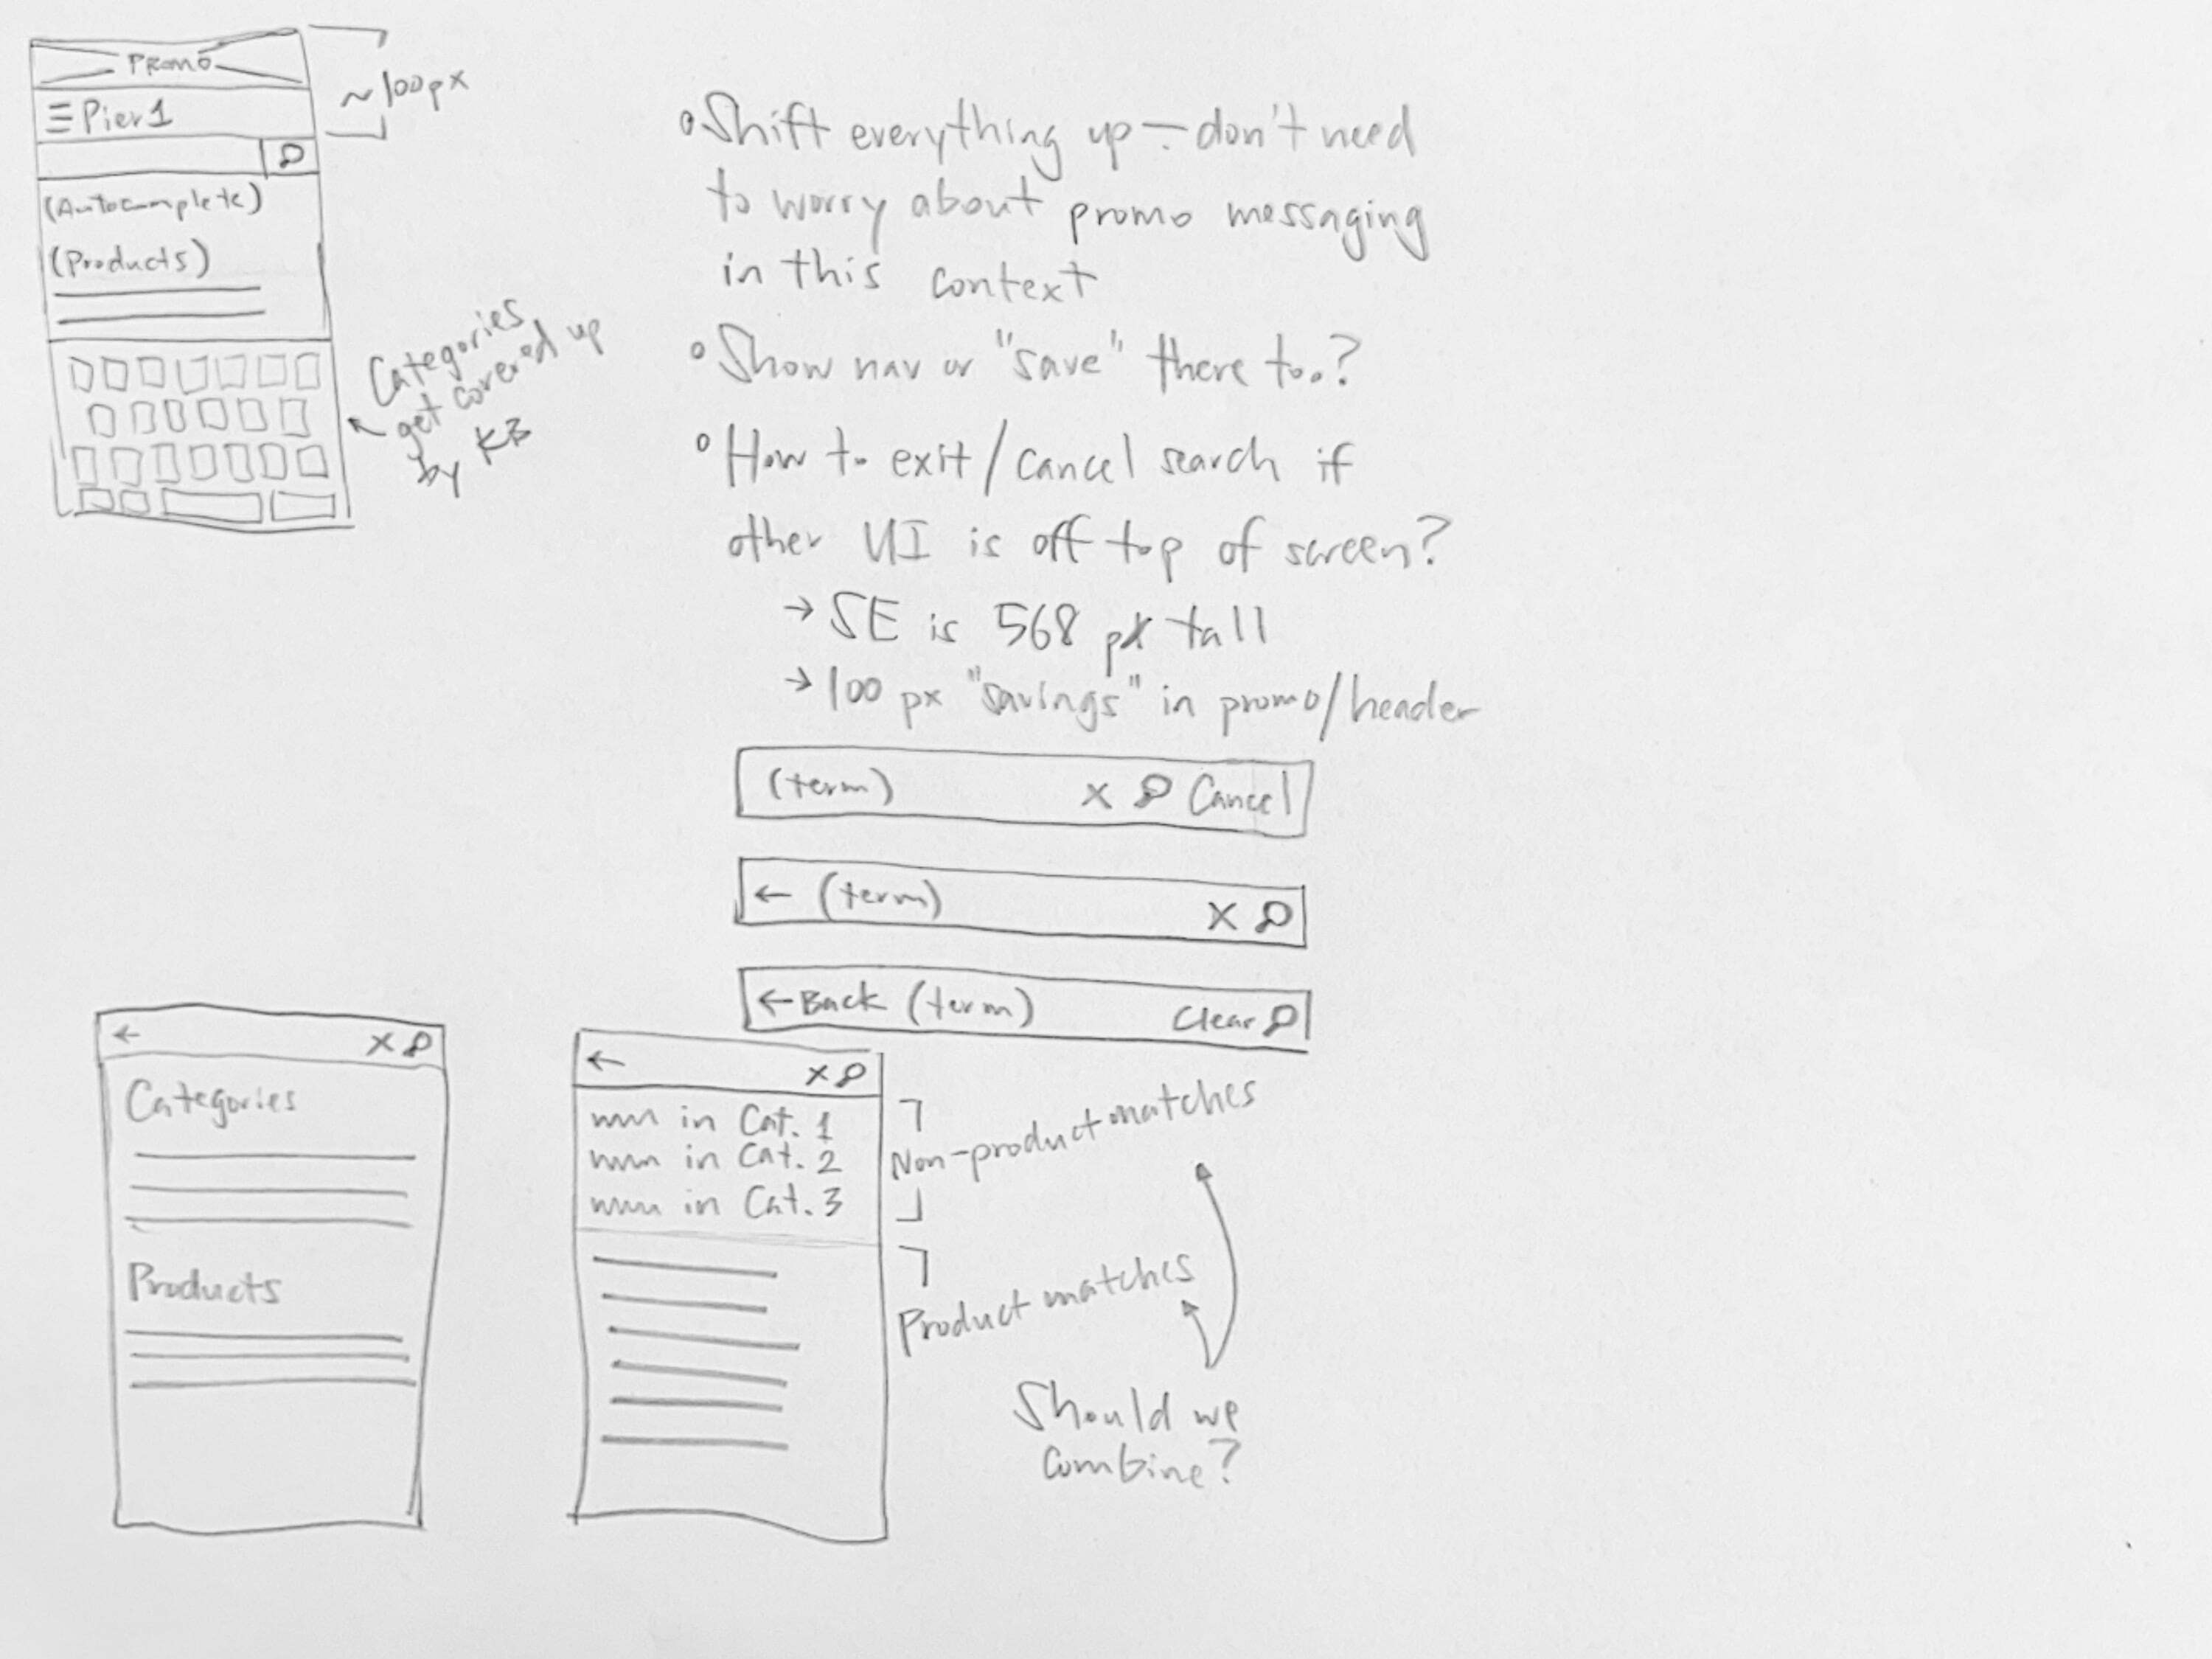 PROMO
~100px
Pier 1
(Autocomplete)
(Products)
Categories
get covered up
by KB
Shift everything up – don't need
to worry about promo messaging
in this context
Show nav or "save" there too?
How to exit/cancel search if
other UI is off top of screen?
→ SE is 568 px tall
→ 100 px "savings" in promo/header
(term) X Cancel
← (term) X
← Back (term) Clear
← X
Categories
Products
← X
in Cat. 1
in Cat. 2
in Cat. 3
Non-product matches
Product matches
Should we
combine?